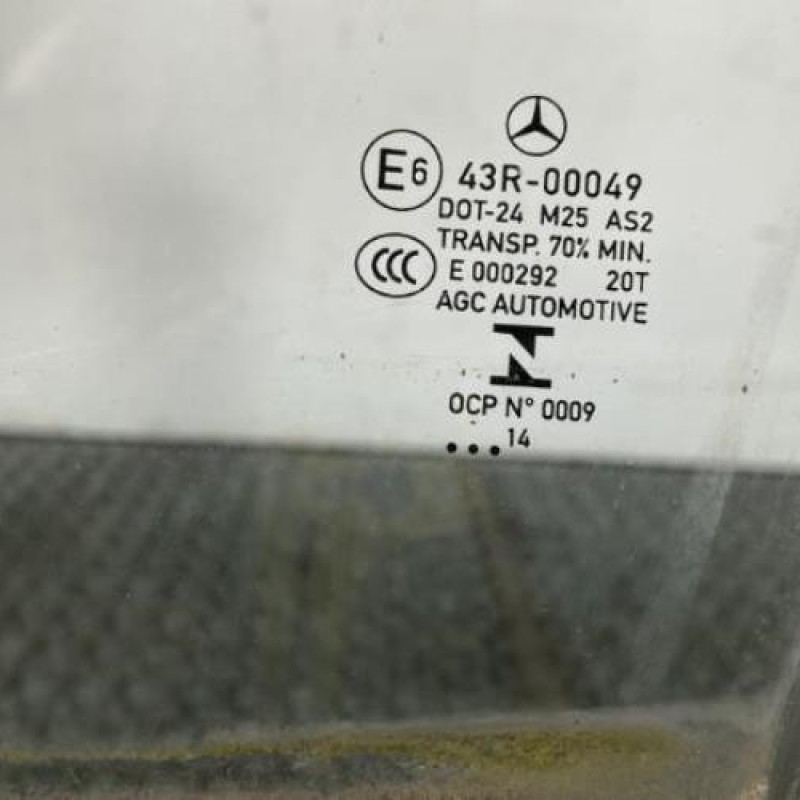 E6 43R-00049
DOT-24 M25 AS2
TRANSP. 70% MIN.
CCC E 000292 20T
AGC AUTOMOTIVE
OCP N° 0009
14